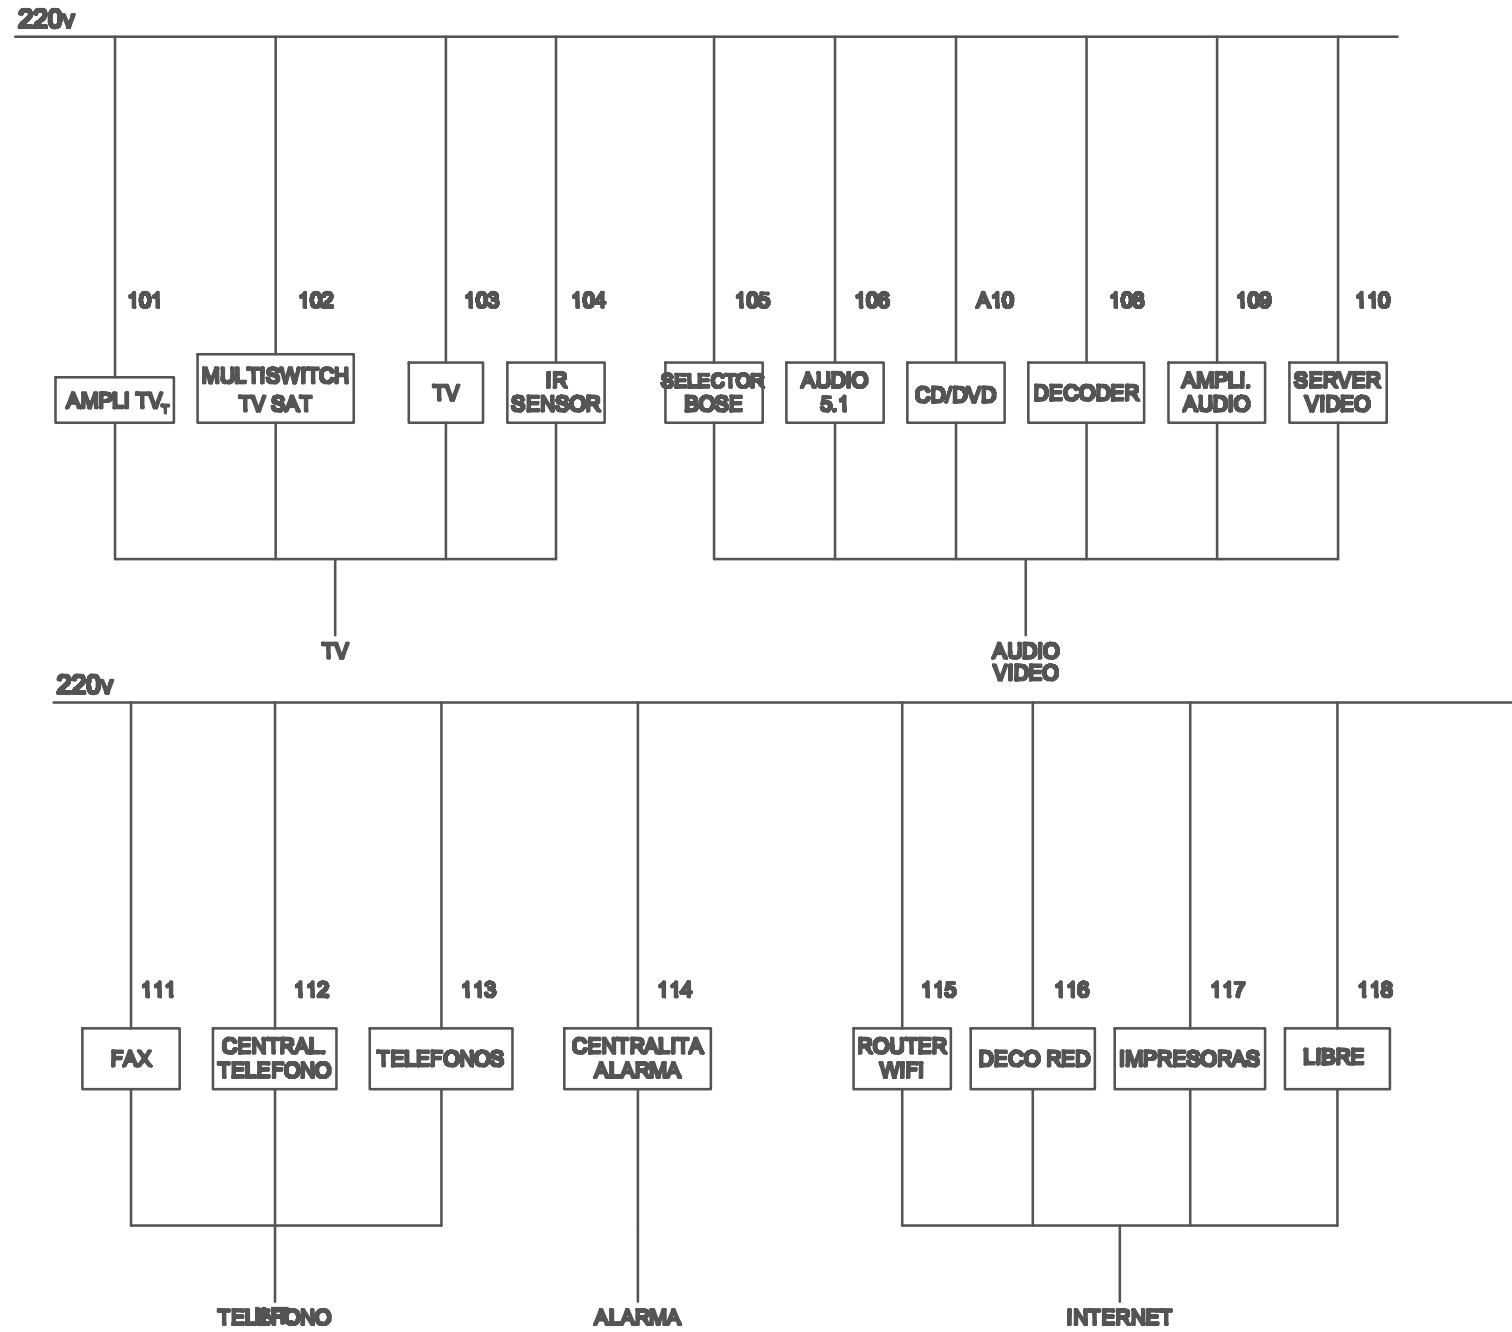 220v
101
102
103
104
105
106
A10
108
109
110
AMPLI TVT
MULTISWITCH
TV SAT
TV
IR
SENSOR
SELECTOR
BOSE
AUDIO
5.1
CD/DVD
DECODER
AMPLI.
AUDIO
SERVER
VIDEO
TV
AUDIO
VIDEO
220v
111
112
113
114
115
116
117
118
FAX
CENTRAL.
TELEFONO
TELEFONOS
CENTRALITA
ALARMA
ROUTER
WIFI
DECO RED
IMPRESORAS
LIBRE
TELEFONO
ALARMA
INTERNET